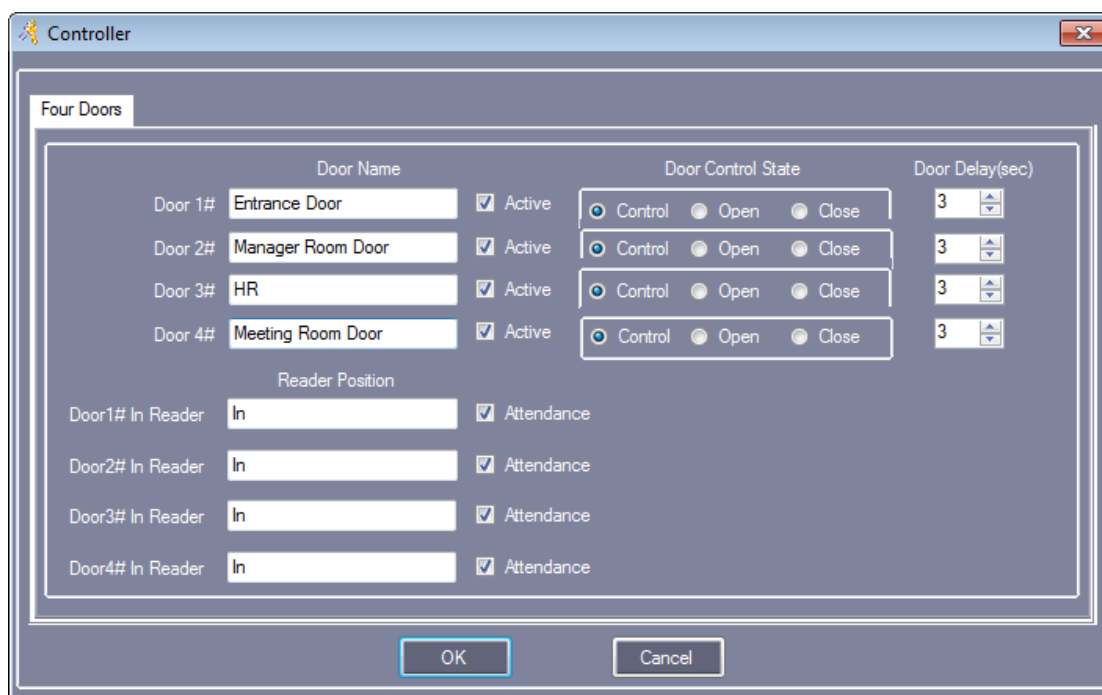 Controller
Four Doors
Door Name Door Control State Door Delay(sec)
Door 1# Entrance Door Active Control Open Close 3
Door 2# Manager Room Door Active Control Open Close 3
Door 3# HR Active Control Open Close 3
Door 4# Meeting Room Door Active Control Open Close 3
Reader Position
Door1# In Reader In Attendance
Door2# In Reader In Attendance
Door3# In Reader In Attendance
Door4# In Reader In Attendance
OK Cancel